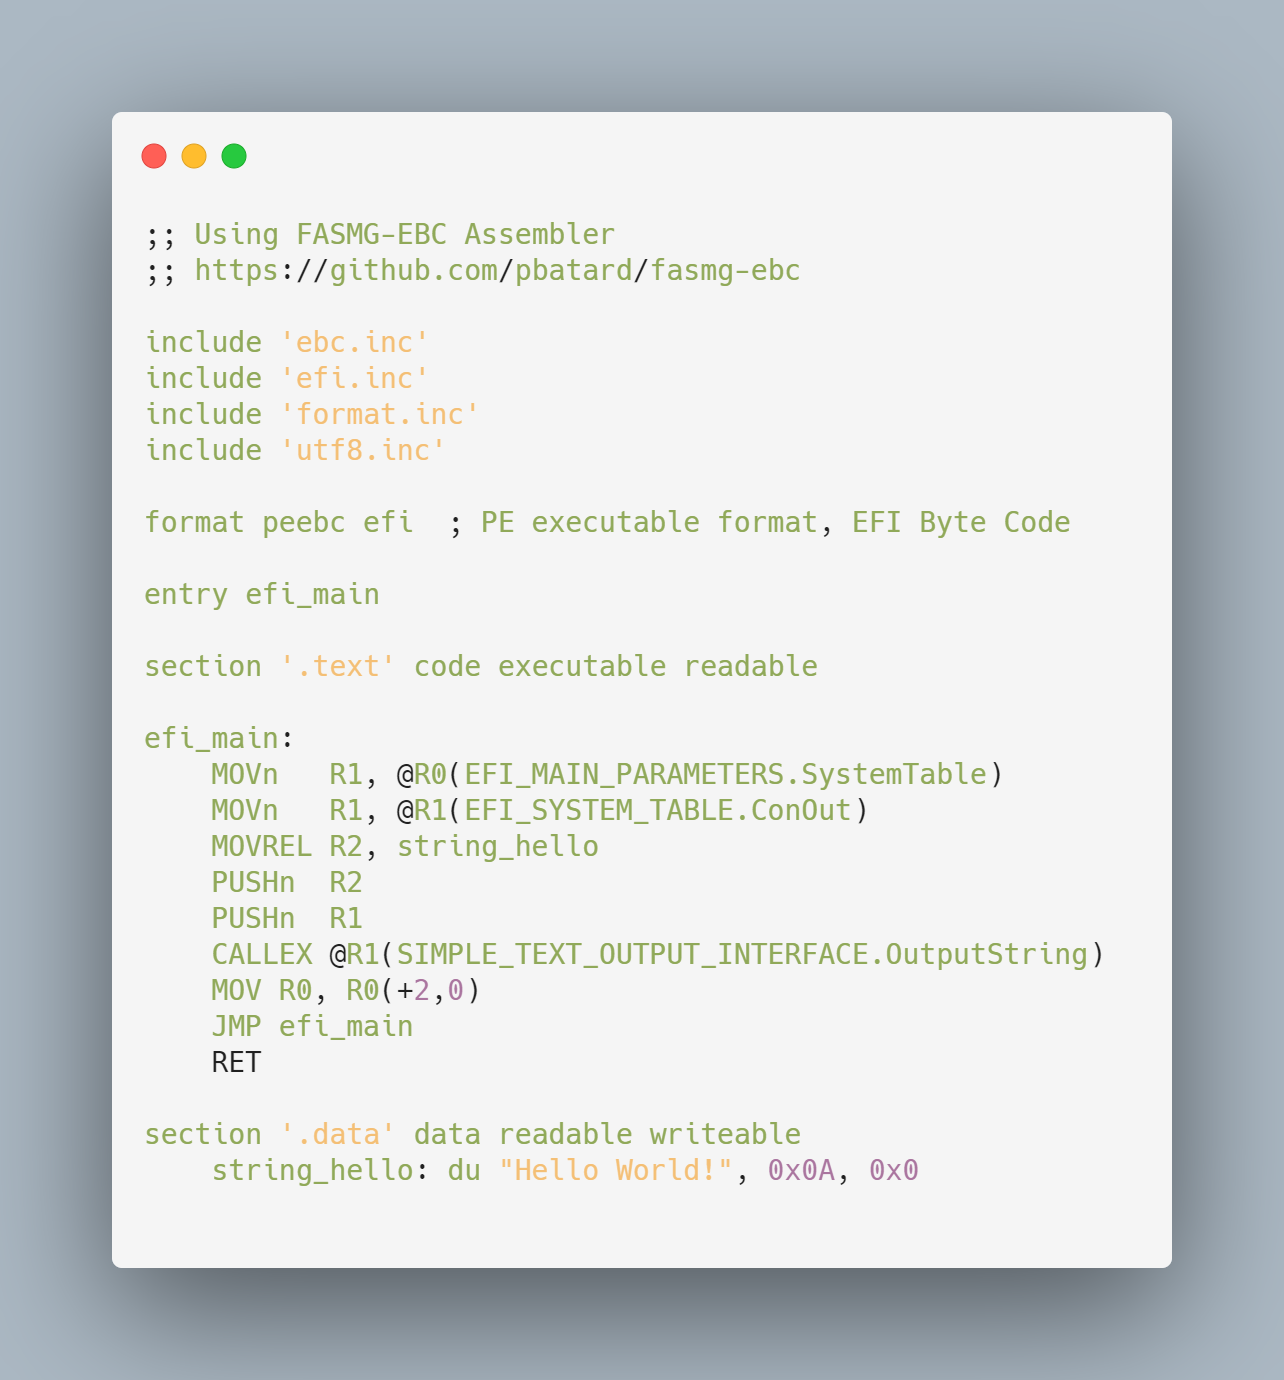 ;; Using FASMG-EBC Assembler
;; https://github.com/pbatard/fasmg-ebc
include 'ebc.inc'
include 'efi.inc'
include 'format.inc'
include 'utf8.inc'
format peebc efi  ; PE executable format, EFI Byte Code
entry efi_main
section '.text' code executable readable
efi_main:
    MOVn   R1, @R0(EFI_MAIN_PARAMETERS.SystemTable)
    MOVn   R1, @R1(EFI_SYSTEM_TABLE.ConOut)
    MOVREL R2, string_hello
    PUSHn  R2
    PUSHn  R1
    CALLEX @R1(SIMPLE_TEXT_OUTPUT_INTERFACE.OutputString)
    MOV R0, R0(+2,0)
    JMP efi_main
    RET
section '.data' data readable writeable
    string_hello: du "Hello World!", 0x0A, 0x0